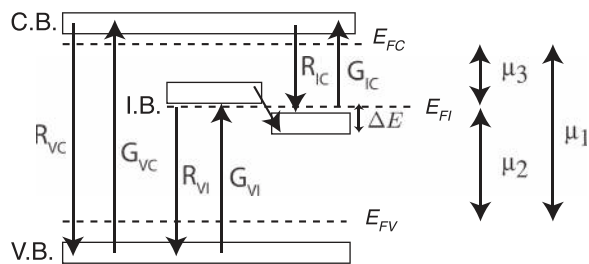 C.B.
E_FC
R_IC
G_IC
μ₃
I.B.
E_FI
ΔE
R_VC
G_VC
R_VI
G_VI
μ₂
μ₁
E_FV
V.B.